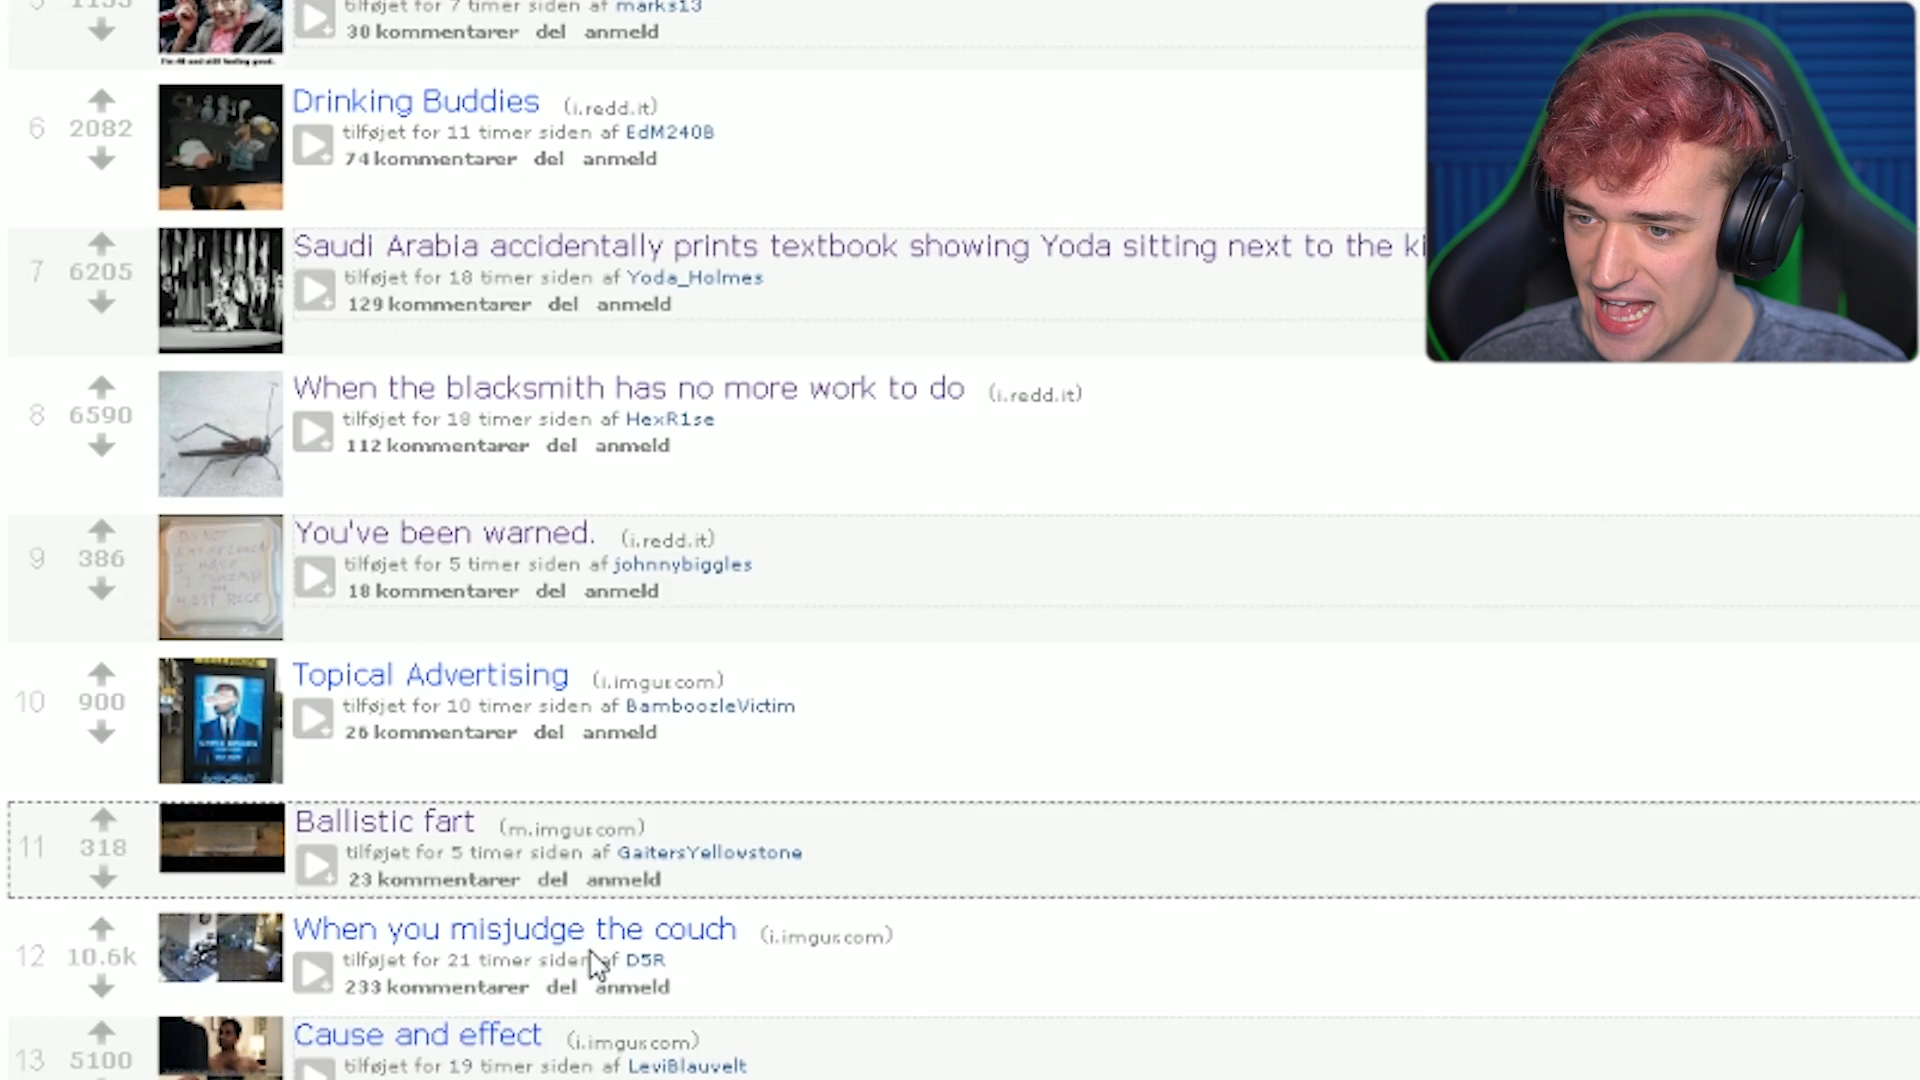 1133
tilføjet for 7 timer siden af marks13
30 kommentarer del anmeld
6
2082
Drinking Buddies (i.redd.it)
tilføjet for 11 timer siden af EdM240B
74 kommentarer del anmeld
7
6205
Saudi Arabia accidentally prints textbook showing Yoda sitting next to the ki
tilføjet for 18 timer siden af Yoda_Holmes
129 kommentarer del anmeld
8
6590
When the blacksmith has no more work to do (i.redd.it)
tilføjet for 18 timer siden af HexR1se
112 kommentarer del anmeld
9
386
You've been warned. (i.redd.it)
tilføjet for 5 timer siden af johnnybiggles
18 kommentarer del anmeld
10
900
Topical Advertising (i.imgur.com)
tilføjet for 10 timer siden af BamboozleVictim
26 kommentarer del anmeld
11
318
Ballistic fart (m.imgur.com)
tilføjet for 5 timer siden af GaitersYellowstone
23 kommentarer del anmeld
12
10.6k
When you misjudge the couch (i.imgur.com)
tilføjet for 21 timer siden af D5R
233 kommentarer del anmeld
13
5100
Cause and effect (i.imgur.com)
tilføjet for 19 timer siden af LeviBlauvelt